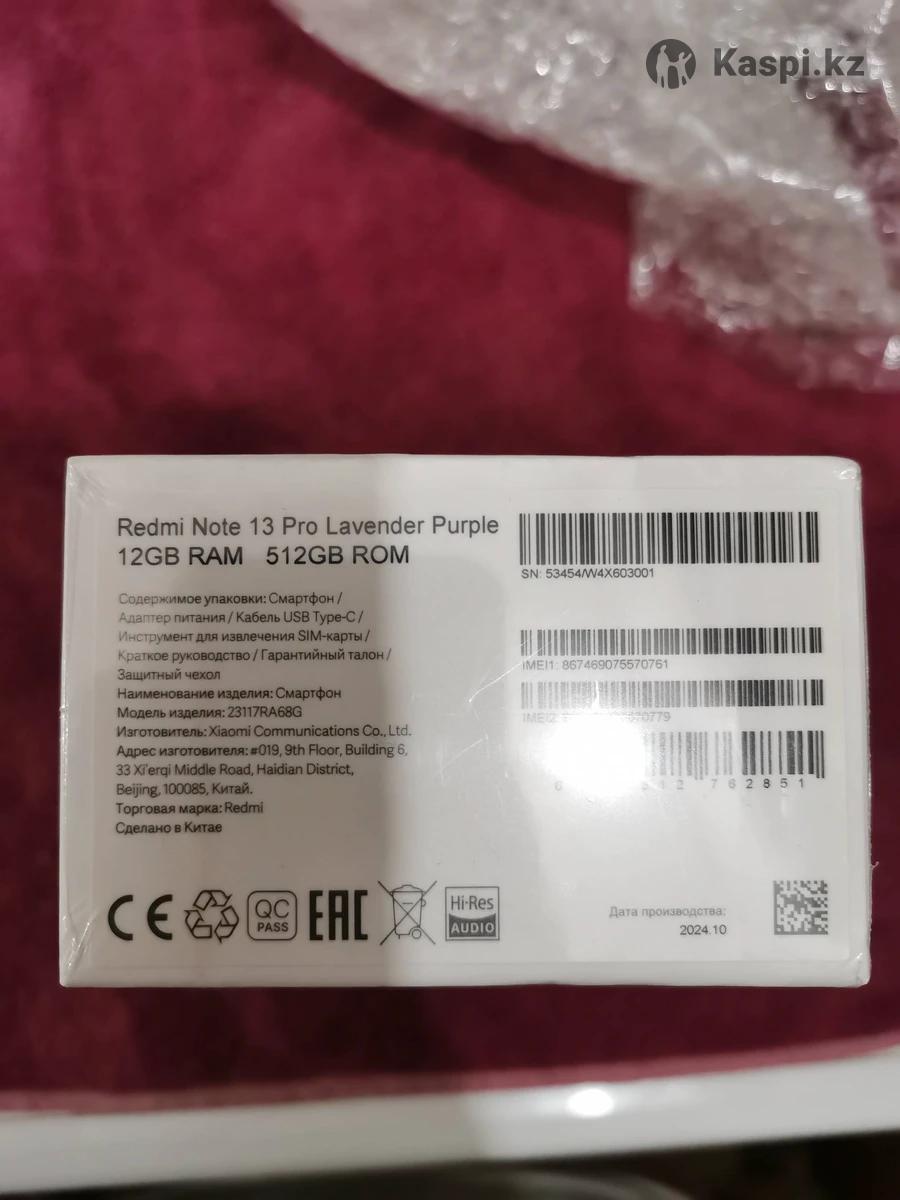 Kaspi.kz
Redmi Note 13 Pro Lavender Purple
12GB RAM 512GB ROM
Содержимое упаковки: Смартфон /
Адаптер питания / Кабель USB Type-C /
Инструмент для извлечения SIM-карты /
Краткое руководство / Гарантийный талон /
Защитный чехол
Наименование изделия: Смартфон
Модель изделия: 23117RA68G
Изготовитель: Xiaomi Communications Co., Ltd.
Адрес изготовителя: #019, 9th Floor, Building 6,
33 Xi'erqi Middle Road, Haidian District,
Beijing, 100085, Китай.
Торговая марка: Redmi
Сделано в Китае
SN: 53454/W4X603001
IMEI1: 867469075570761
IMEI2:
CE
QC
PASS
EAC
Hi-Res
AUDIO
Дата производства:
2024.10